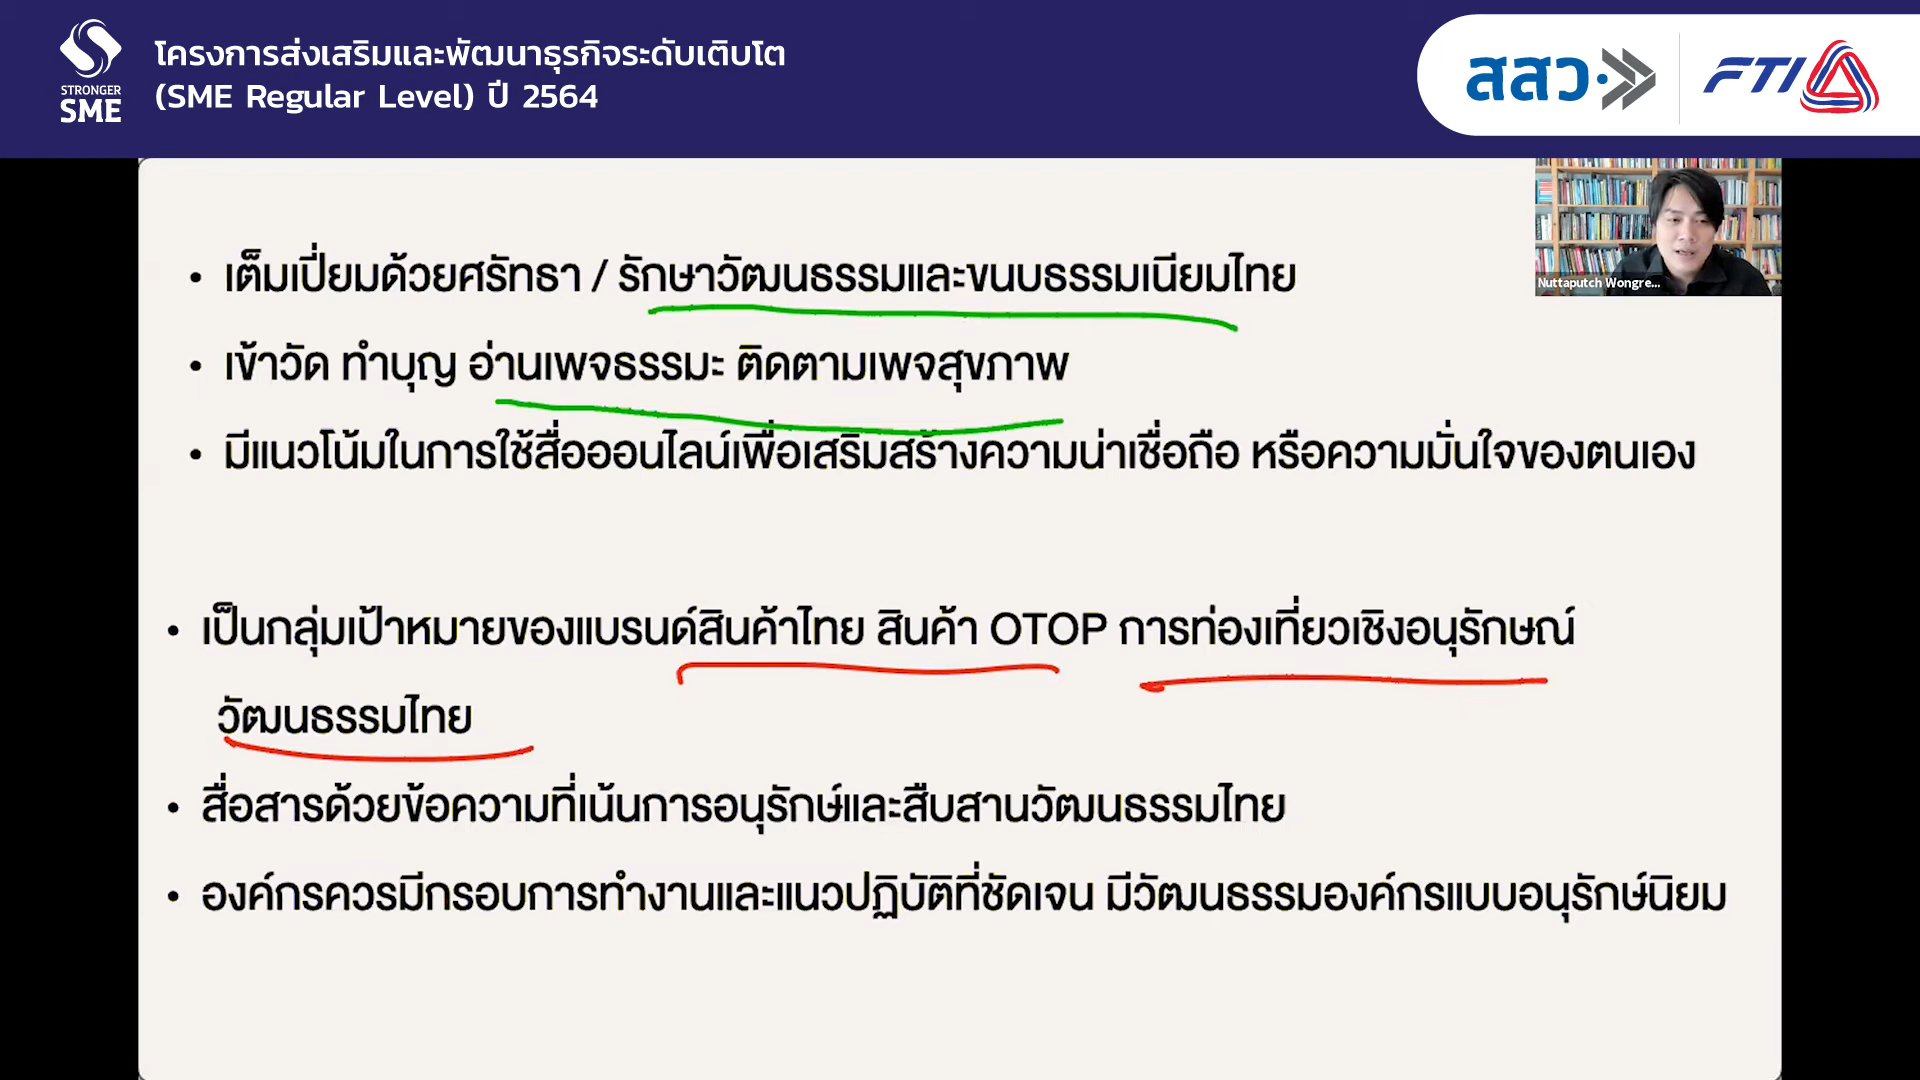 STRONGER
SME
โครงการส่งเสริมและพัฒนาธุรกิจระดับเติบโต
(SME Regular Level) ปี 2564
สสว
FTI
Nuttaputch Wongre...
• เต็มเปี่ยมด้วยศรัทธา / รักษาวัฒนธรรมและขนบธรรมเนียมไทย
• เข้าวัด ทำบุญ อ่านเพจธรรมะ ติดตามเพจสุขภาพ
• มีแนวโน้มในการใช้สื่อออนไลน์เพื่อเสริมสร้างความน่าเชื่อถือ หรือความมั่นใจของตนเอง
• เป็นกลุ่มเป้าหมายของแบรนด์สินค้าไทย สินค้า OTOP การท่องเที่ยวเชิงอนุรักษณ์
วัฒนธรรมไทย
• สื่อสารด้วยข้อความที่เน้นการอนุรักษ์และสืบสานวัฒนธรรมไทย
• องค์กรควรมีกรอบการทำงานและแนวปฏิบัติที่ชัดเจน มีวัฒนธรรมองค์กรแบบอนุรักษ์นิยม